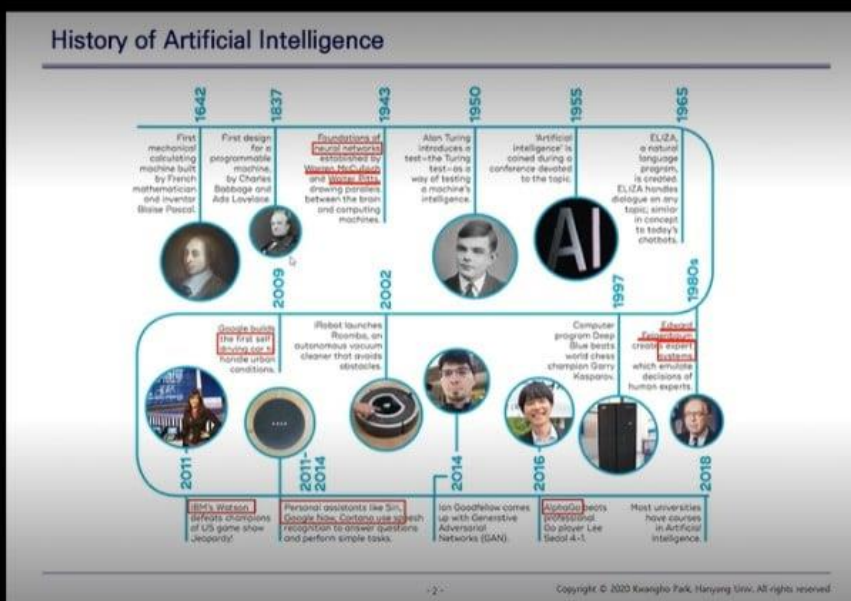 History of Artificial Intelligence
1642
1837
1943
1950
1955
1965
First
mechanical
calculating
machine built
by French
mathematician
and inventor
Blaise Pascal.
First design
for a
programmable
machine,
by Charles
Babbage and
Ada Lovelace.
Foundations of
neural networks
established by
Warren McCulloch
and Walter Pitts,
drawing parallels
between the brain
and computing
machines.
Alan Turing
introduces a
test—the Turing
test—as a
way of testing
a machine's
intelligence.
'Artificial
intelligence' is
coined during a
conference devoted
to the topic.
ELIZA,
a natural
language
program,
is created.
ELIZA handles
dialogue on any
topic; similar
in concept
to today's
chatbots.
AI
2009
2002
1997
1980s
Google builds
the first self
driving car to
handle urban
conditions.
iRobot launches
Roomba, an
autonomous vacuum
cleaner that avoids
obstacles.
Computer
program Deep
Blue beats
world chess
champion Garry
Kasparov.
Edward
Feigenbaum
creates expert
systems
which emulate
decisions of
human experts.
2011
2011-
2014
2014
2016
2018
IBM's Watson
defeats champions
of US game show
Jeopardy!
Personal assistants like Siri,
Google Now, Cortana use speech
recognition to answer questions
and perform simple tasks.
Ian Goodfellow comes
up with Generative
Adversarial
Networks (GAN).
AlphaGo beats
professional
Go player Lee
Sedol 4-1.
Most universities
have courses
in Artificial
Intelligence.
- 2 -
Copyright © 2020 Kwangho Park, Hanyang Univ. All rights reserved